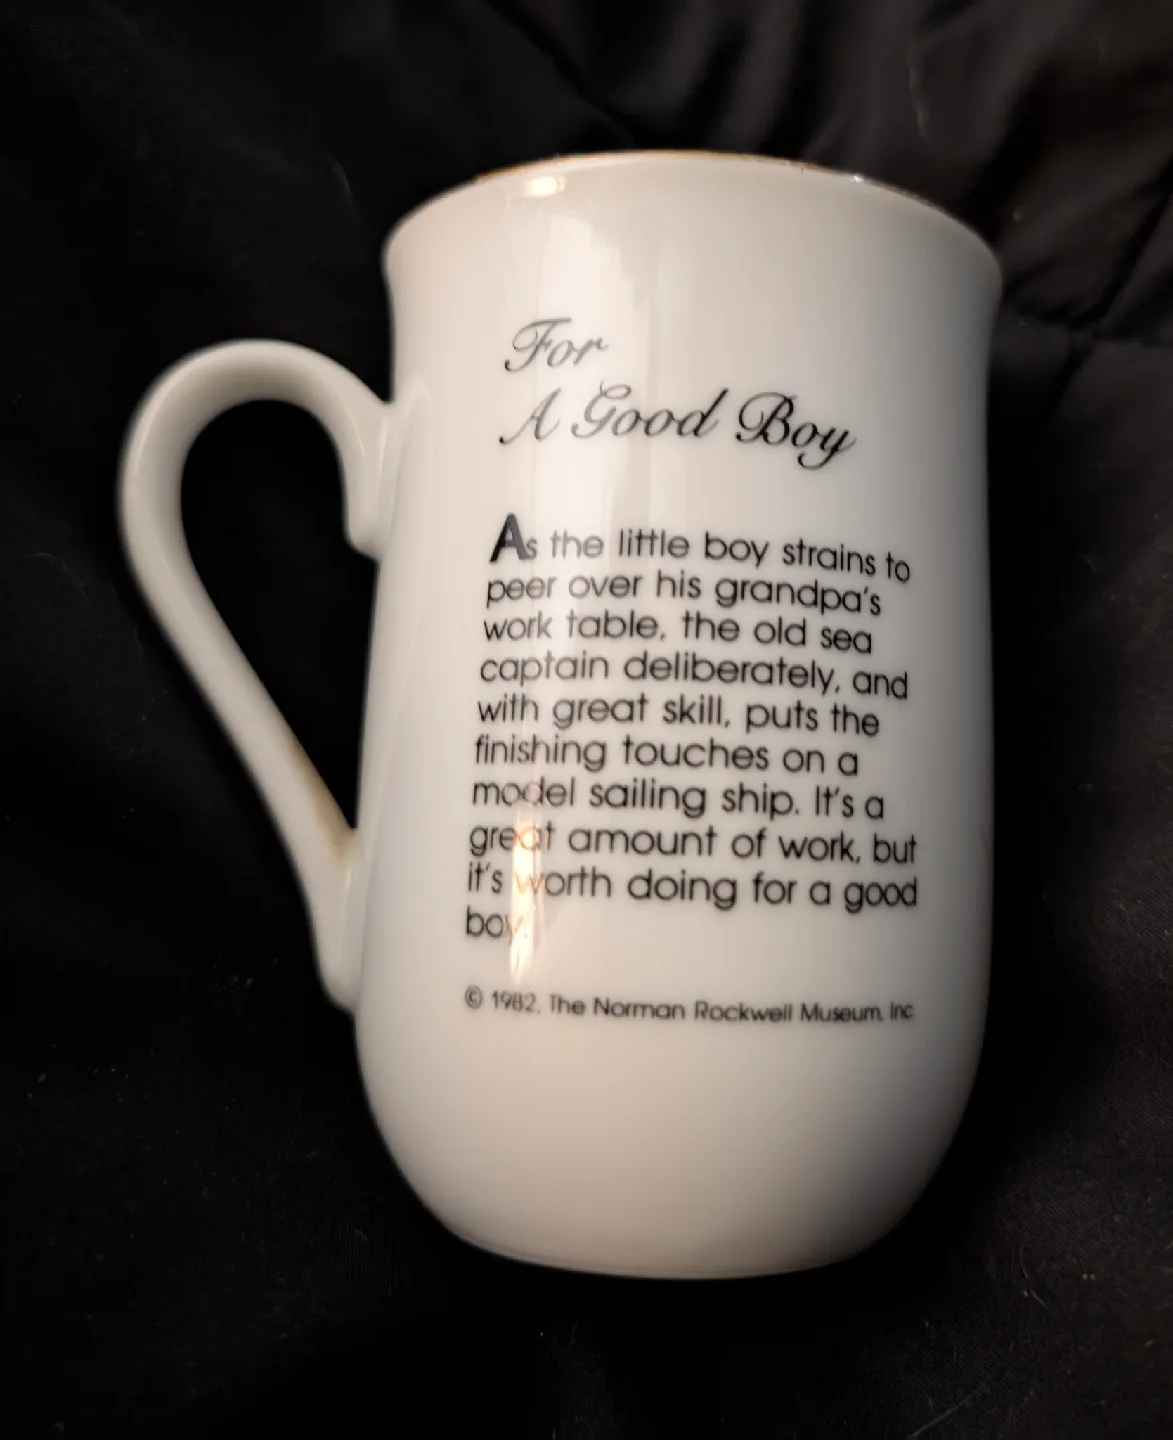 For
A Good Boy
As the little boy strains to
peer over his grandpa's
work table, the old sea
captain deliberately, and
with great skill, puts the
finishing touches on a
model sailing ship. It's a
great amount of work, but
it's worth doing for a good
boy.
© 1982, The Norman Rockwell Museum, Inc.